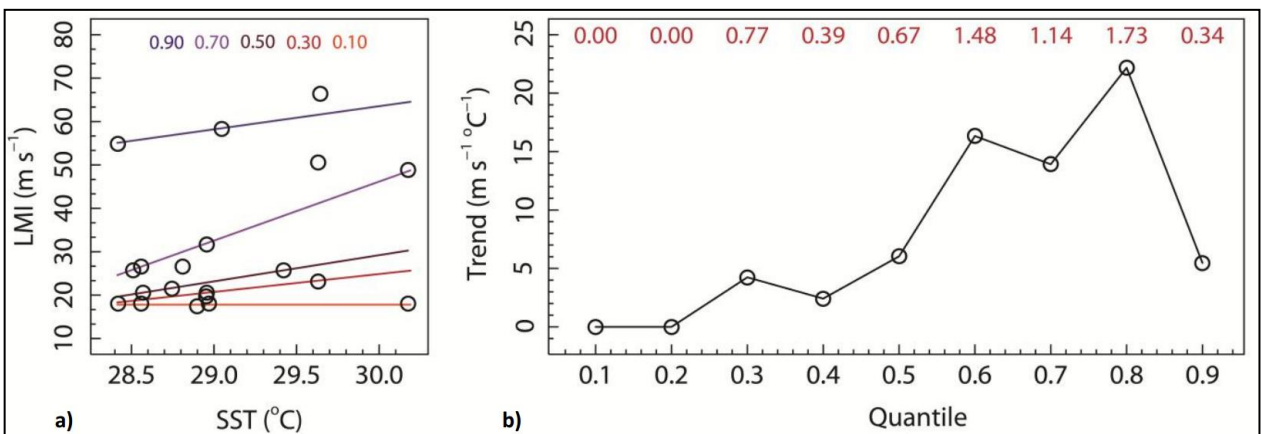 0.90 0.70 0.50 0.30 0.10
80
70
60
50
40
30
20
10
LMI (m s⁻¹)
28.5 29.0 29.5 30.0
SST (°C)
a)
0.00 0.00 0.77 0.39 0.67 1.48 1.14 1.73 0.34
25
20
15
10
5
0
Trend (m s⁻¹ °C⁻¹)
0.1 0.2 0.3 0.4 0.5 0.6 0.7 0.8 0.9
Quantile
b)